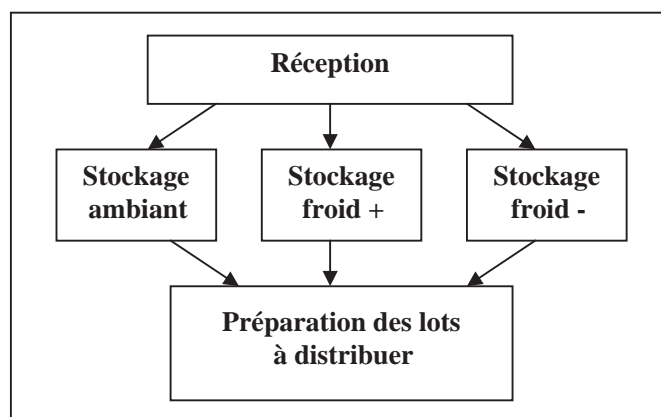 Réception
Stockage
ambiant
Stockage
froid +
Stockage
froid -
Préparation des lots
à distribuer